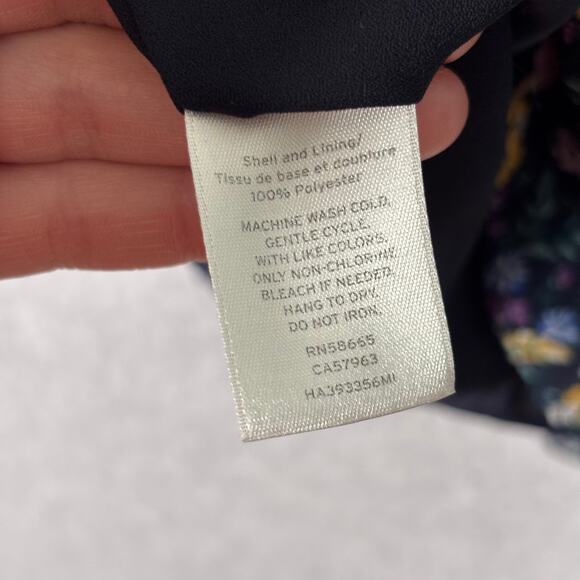 Shell and Lining/
Tissu de base et doublure
100% Polyester
MACHINE WASH COLD.
GENTLE CYCLE.
WITH LIKE COLORS.
ONLY NON-CHLORINE
BLEACH IF NEEDED.
HANG TO DRY.
DO NOT IRON.
RN58665
CA57963
HA393356MI